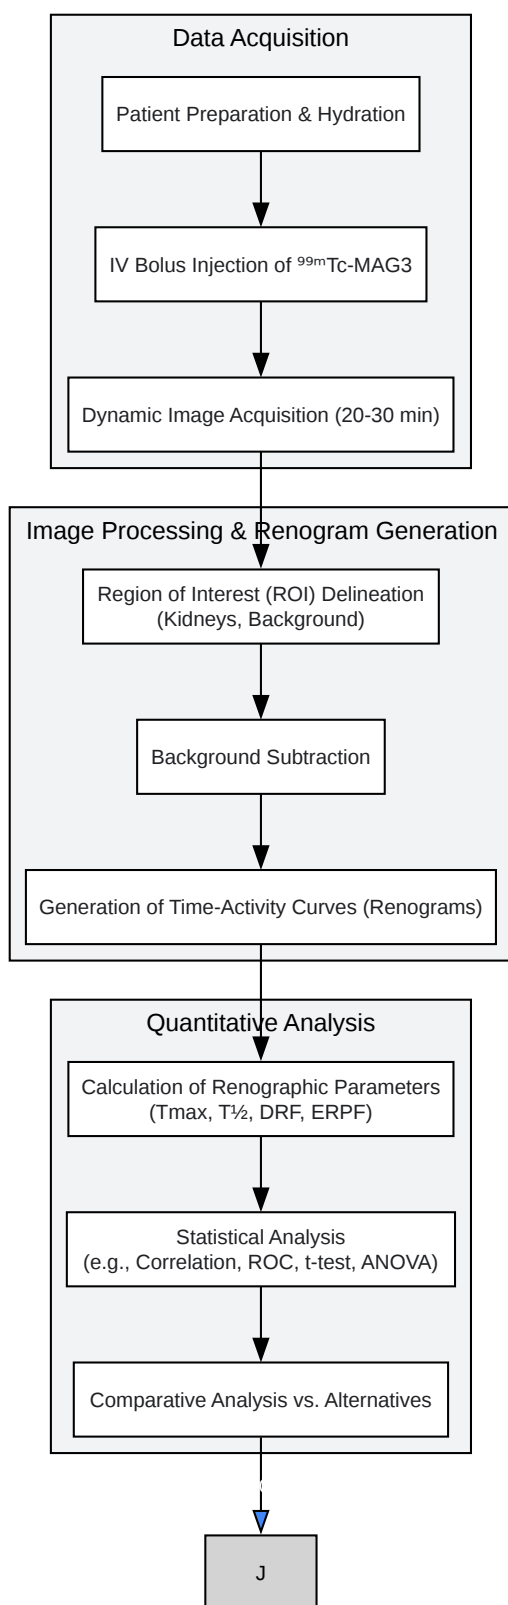 Data Acquisition
Patient Preparation & Hydration
IV Bolus Injection of ⁹⁹ᵐTc-MAG3
Dynamic Image Acquisition (20-30 min)
Image Processing & Renogram Generation
Region of Interest (ROI) Delineation
(Kidneys, Background)
Background Subtraction
Generation of Time-Activity Curves (Renograms)
Quantitative Analysis
Calculation of Renographic Parameters
(Tmax, T½, DRF, ERPF)
Statistical Analysis
(e.g., Correlation, ROC, t-test, ANOVA)
Comparative Analysis vs. Alternatives
J